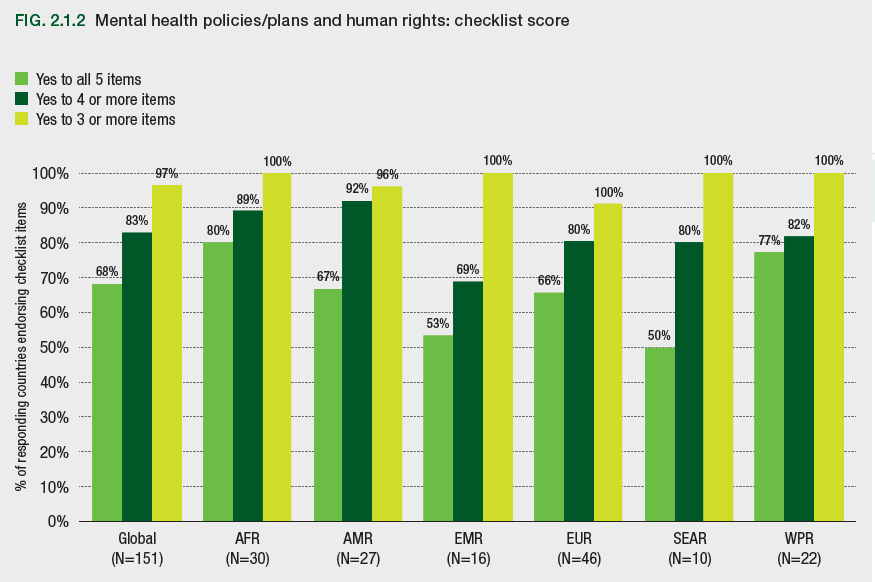 FIG. 2.1.2 Mental health policies/plans and human rights: checklist score
Yes to all 5 items
Yes to 4 or more items
Yes to 3 or more items
% of responding countries endorsing checklist items
100%
90%
80%
70%
60%
50%
40%
30%
20%
10%
0%
68% 83% 97%
80% 89% 100%
67% 92% 96%
53% 69% 100%
66% 80% 100%
50% 80% 100%
77% 82% 100%
Global AFR AMR EMR EUR SEAR WPR
(N=151) (N=30) (N=27) (N=16) (N=46) (N=10) (N=22)